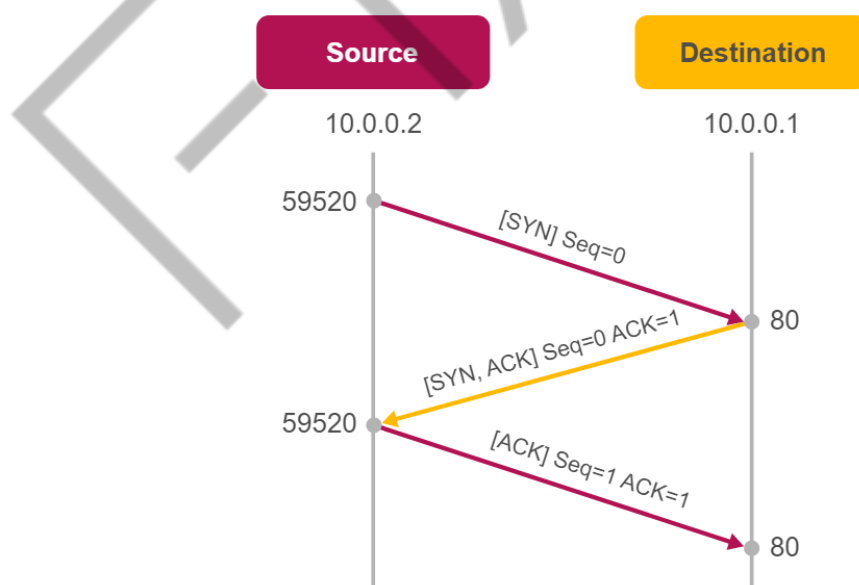 Source
Destination
10.0.0.2
10.0.0.1
59520
[SYN] Seq=0
80
[SYN, ACK] Seq=0 ACK=1
59520
[ACK] Seq=1 ACK=1
80